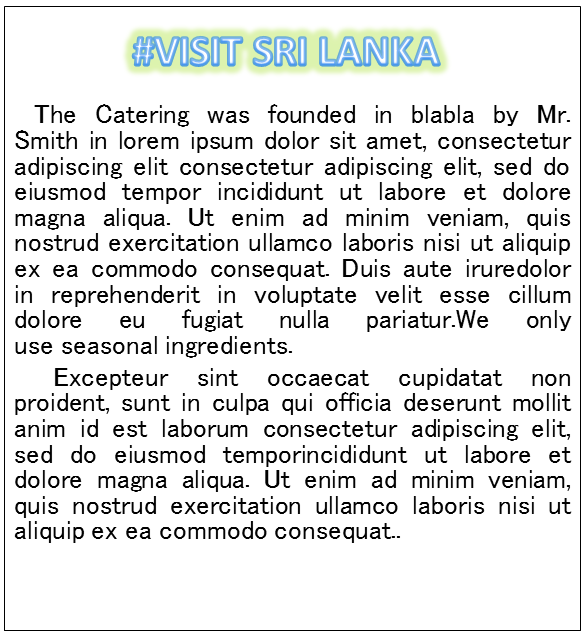 #VISIT SRI LANKA
The Catering was founded in blabla by Mr.
Smith in lorem ipsum dolor sit amet, consectetur
adipiscing elit consectetur adipiscing elit, sed do
eiusmod tempor incididunt ut labore et dolore
magna aliqua. Ut enim ad minim veniam, quis
nostrud exercitation ullamco laboris nisi ut aliquip
ex ea commodo consequat. Duis aute iruredolor
in reprehenderit in voluptate velit esse cillum
dolore eu fugiat nulla pariatur.We only
use seasonal ingredients.
Excepteur sint occaecat cupidatat non
proident, sunt in culpa qui officia deserunt mollit
anim id est laborum consectetur adipiscing elit,
sed do eiusmod temporincididunt ut labore et
dolore magna aliqua. Ut enim ad minim veniam,
quis nostrud exercitation ullamco laboris nisi ut
aliquip ex ea commodo consequat..